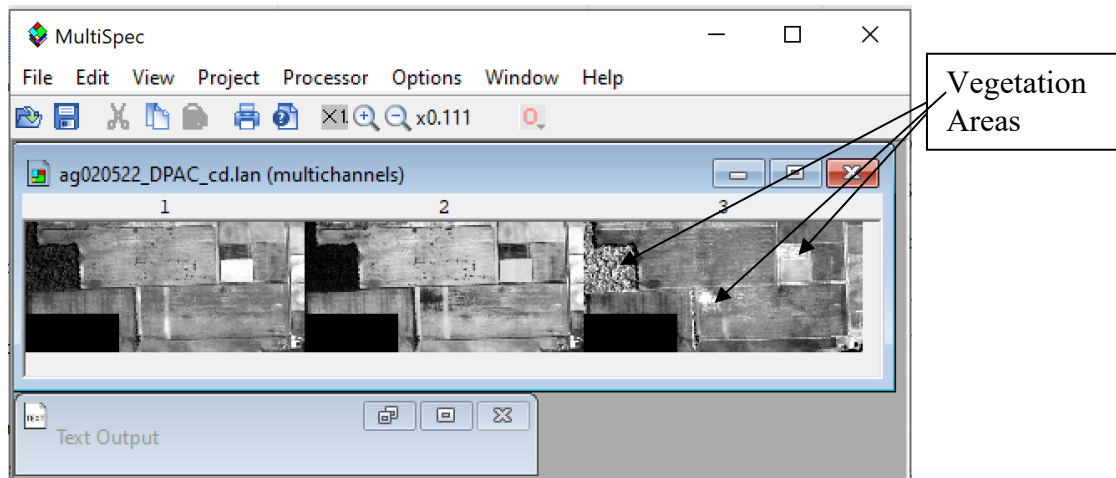 MultiSpec
File Edit View Project Processor Options Window Help
×1. x0.111 O.
ag020522_DPAC_cd.lan (multichannels)
1 2 3
Text Output
Vegetation
Areas